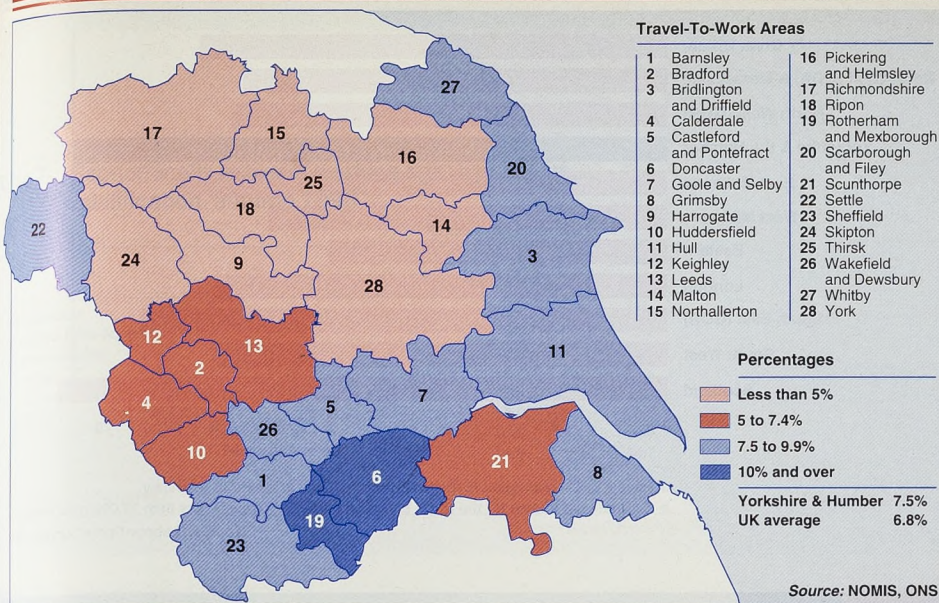 Travel-To-Work Areas
1 Barnsley
2 Bradford
3 Bridlington
and Driffield
4 Calderdale
5 Castleford
and Pontefract
6 Doncaster
7 Goole and Selby
8 Grimsby
9 Harrogate
10 Huddersfield
11 Hull
12 Keighley
13 Leeds
14 Malton
15 Northallerton
16 Pickering
and Helmsley
17 Richmondshire
18 Ripon
19 Rotherham
and Mexborough
20 Scarborough
and Filey
21 Scunthorpe
22 Settle
23 Sheffield
24 Skipton
25 Thirsk
26 Wakefield
and Dewsbury
27 Whitby
28 York
27
17
15
16
20
25
18
14
22
24
9
3
28
12
13
11
2
4
5
7
26
10
21
1
6
8
19
23
Percentages
Less than 5%
5 to 7.4%
7.5 to 9.9%
10% and over
Yorkshire & Humber 7.5%
UK average 6.8%
Source: NOMIS, ONS